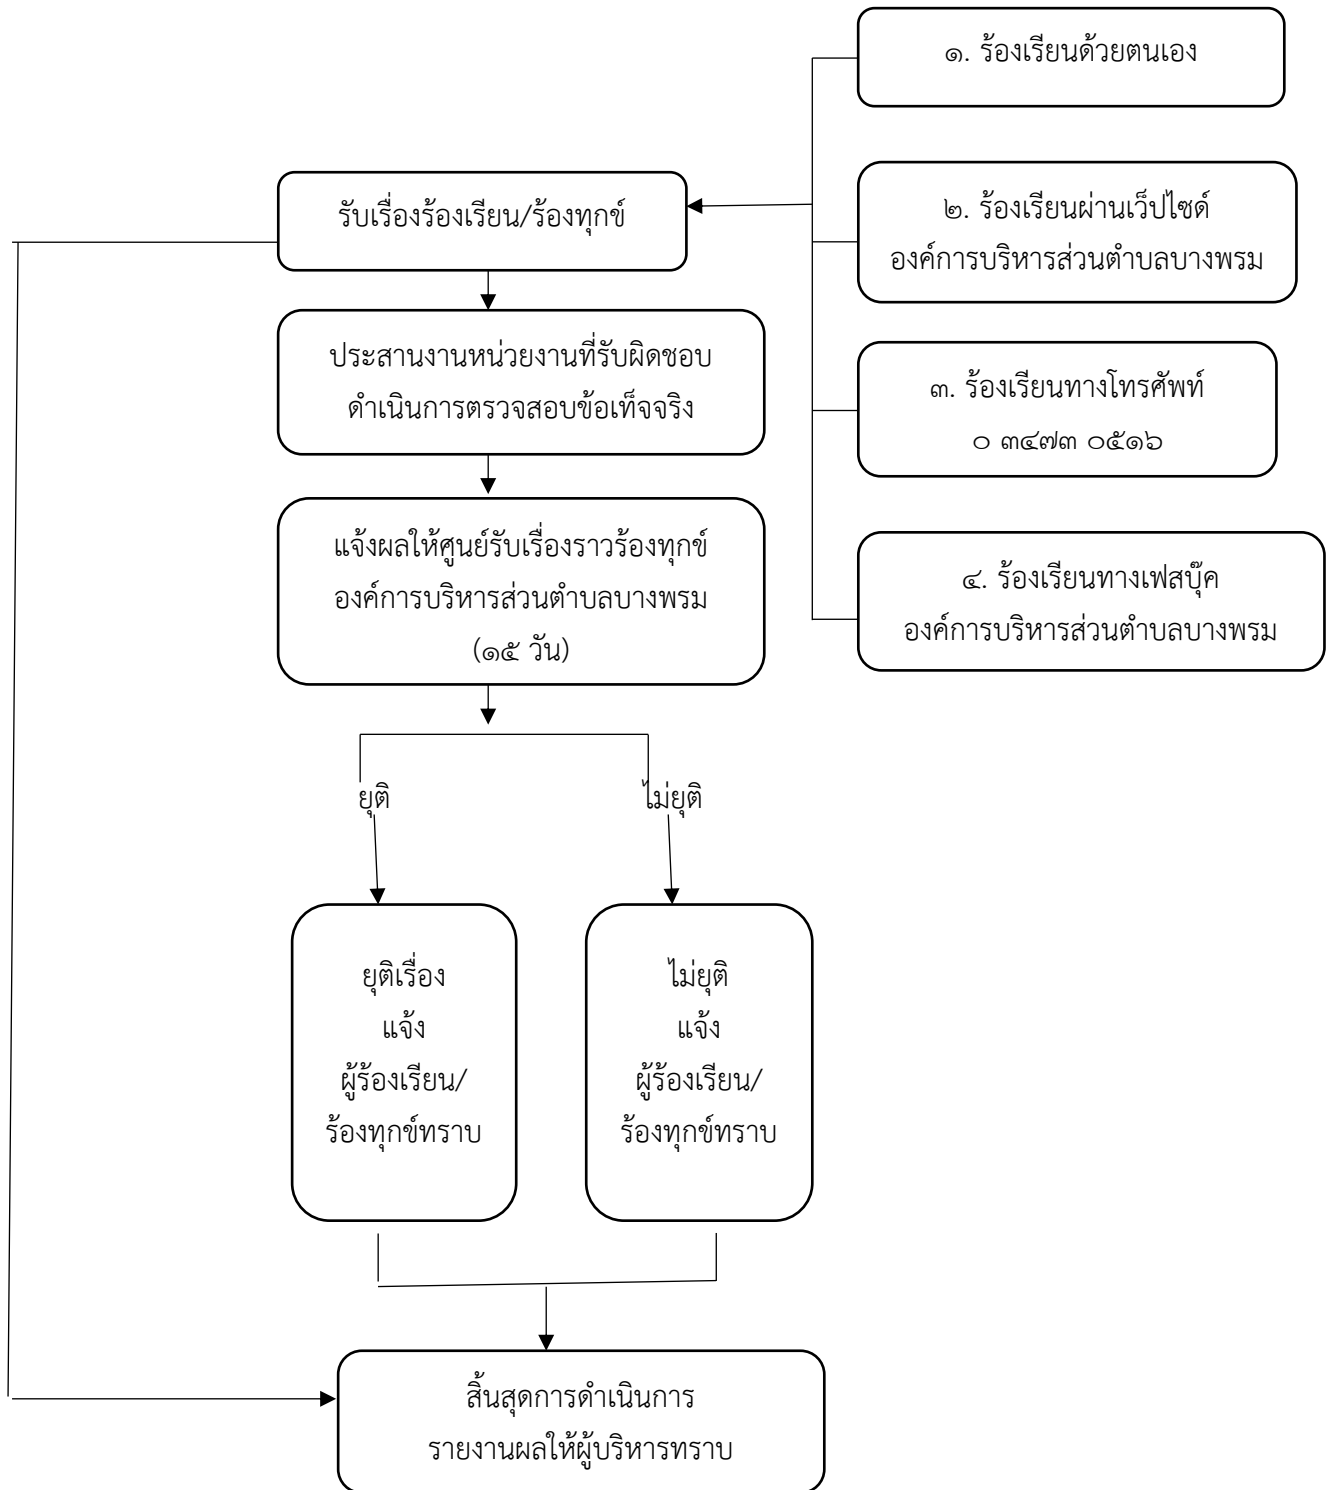 ๑. ร้องเรียนด้วยตนเอง
๒. ร้องเรียนผ่านเว็ปไซด์
องค์การบริหารส่วนตำบลบางพรม
๓. ร้องเรียนทางโทรศัพท์
๐ ๓๔๗๓ ๐๕๑๖
๔. ร้องเรียนทางเฟสบุ๊ค
องค์การบริหารส่วนตำบลบางพรม
รับเรื่องร้องเรียน/ร้องทุกข์
ประสานงานหน่วยงานที่รับผิดชอบ
ดำเนินการตรวจสอบข้อเท็จจริง
แจ้งผลให้ศูนย์รับเรื่องราวร้องทุกข์
องค์การบริหารส่วนตำบลบางพรม
(๑๕ วัน)
ยุติ
ไม่ยุติ
ยุติเรื่อง
แจ้ง
ผู้ร้องเรียน/
ร้องทุกข์ทราบ
ไม่ยุติ
แจ้ง
ผู้ร้องเรียน/
ร้องทุกข์ทราบ
สิ้นสุดการดำเนินการ
รายงานผลให้ผู้บริหารทราบ